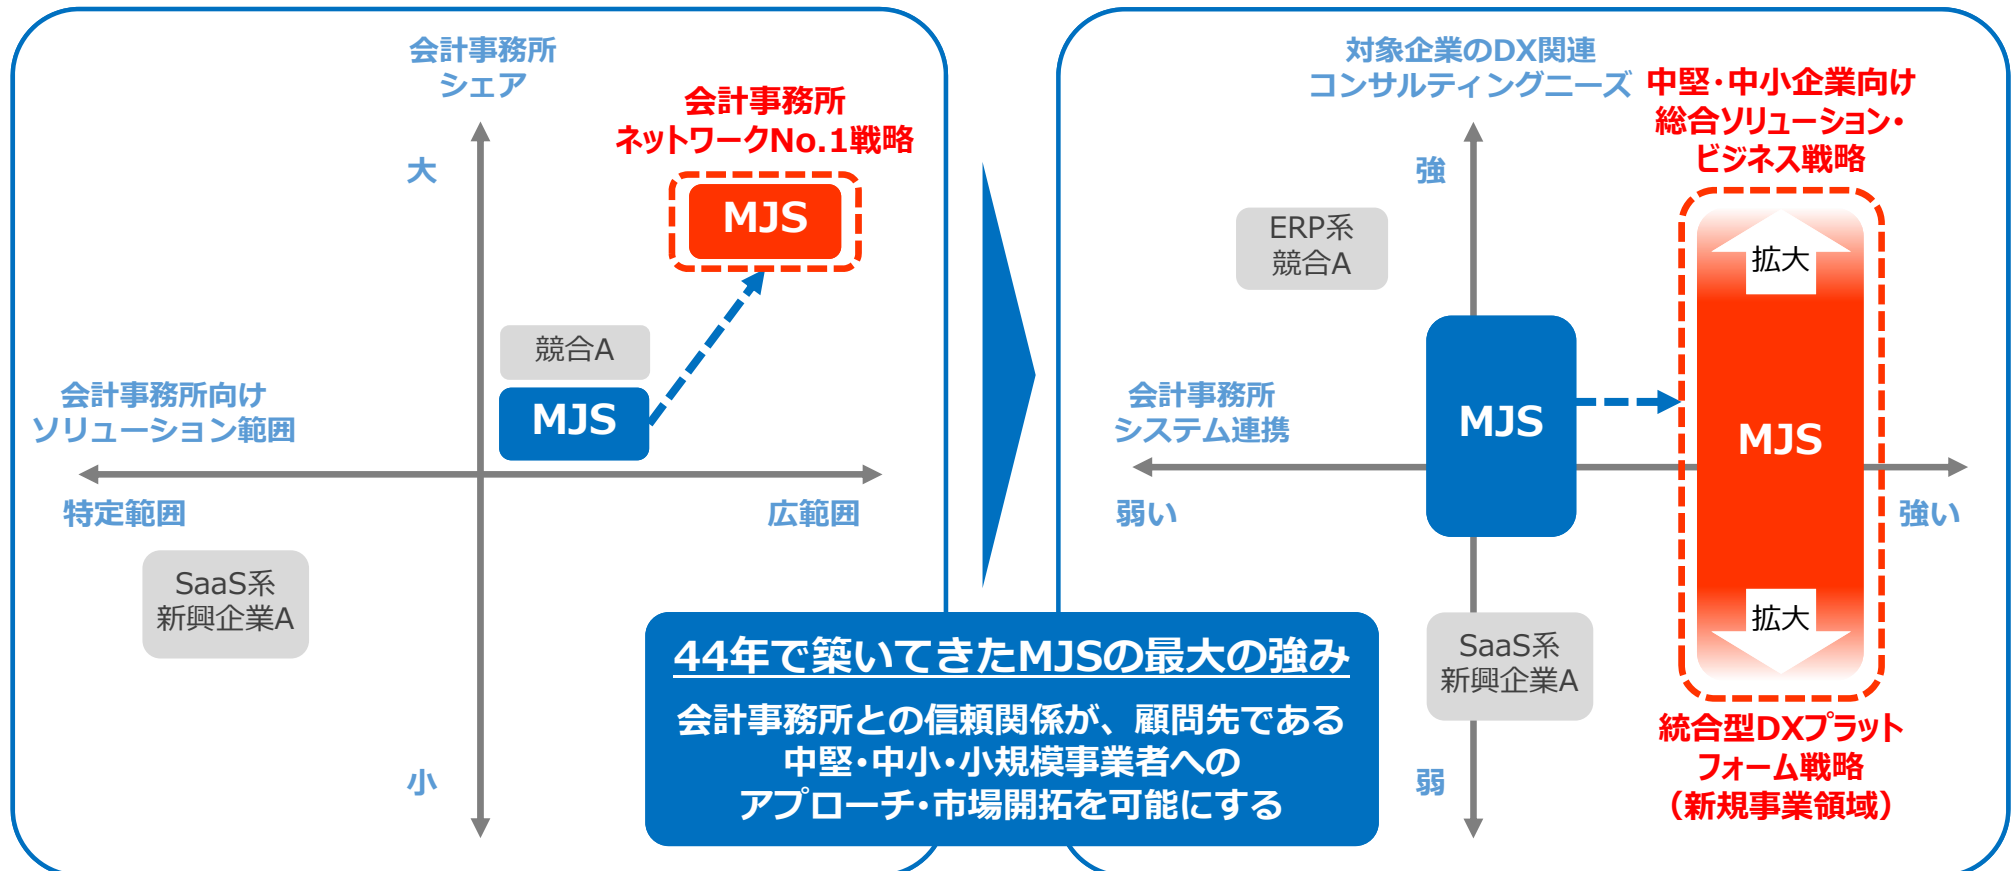 会計事務所
シェア
会計事務所
ネットワークNo.1戦略
大
MJS
競合A
MJS
会計事務所向け
ソリューション範囲
特定範囲
広範囲
SaaS系
新興企業A
小
対象企業のDX関連
コンサルティングニーズ
中堅・中小企業向け
総合ソリューション・
ビジネス戦略
強
ERP系
競合A
拡大
会計事務所
システム連携
MJS
MJS
弱い
強い
拡大
SaaS系
新興企業A
統合型DXプラット
フォーム戦略
（新規事業領域）
弱
44年で築いてきたMJSの最大の強み
会計事務所との信頼関係が、顧問先である
中堅・中小・小規模事業者への
アプローチ・市場開拓を可能にする